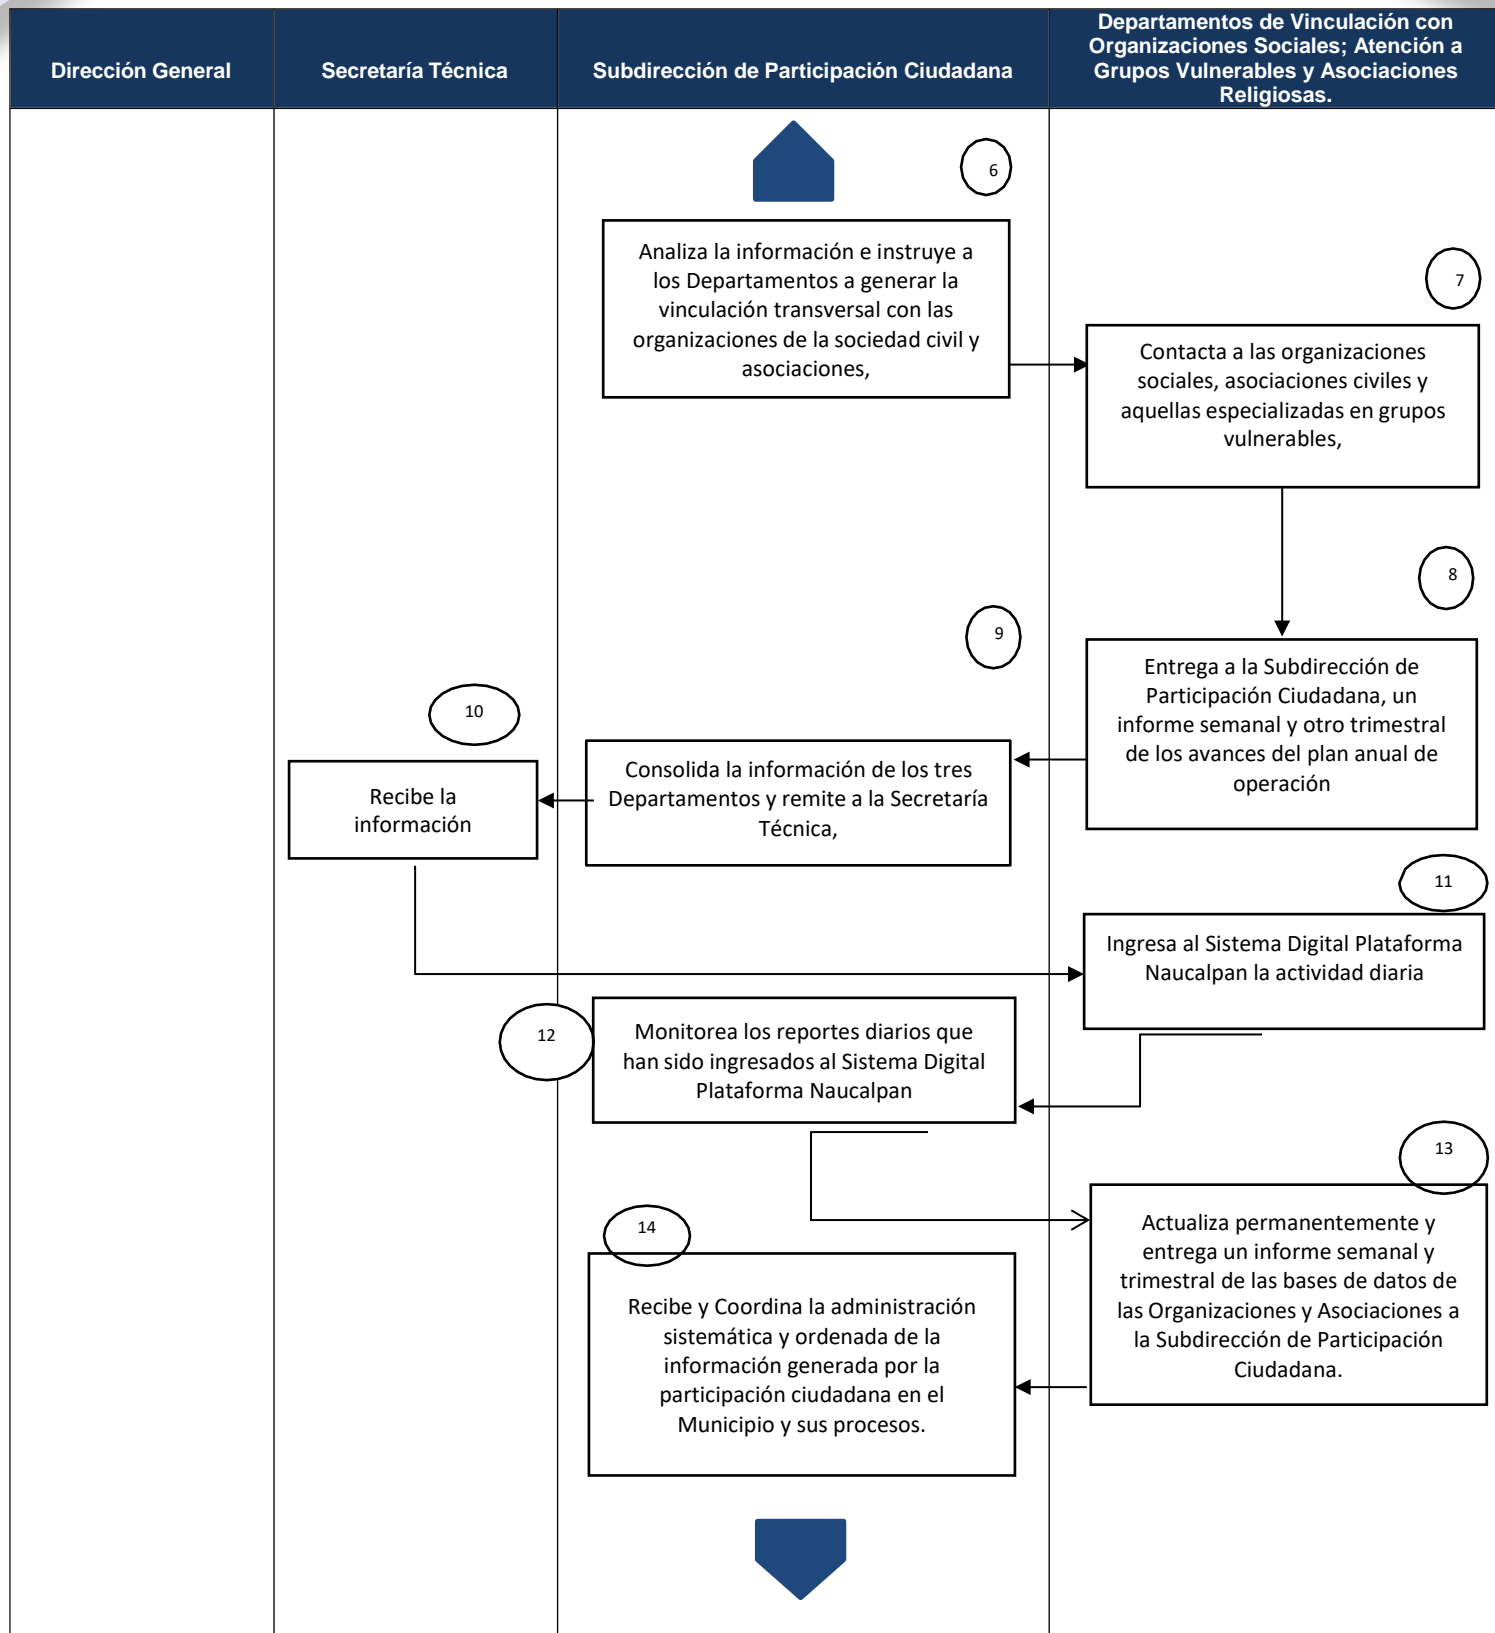 Dirección General
Secretaría Técnica
Subdirección de Participación Ciudadana
Departamentos de Vinculación con
Organizaciones Sociales; Atención a
Grupos Vulnerables y Asociaciones
Religiosas.
6
Analiza la información e instruye a
los Departamentos a generar la
vinculación transversal con las
organizaciones de la sociedad civil y
asociaciones,
7
Contacta a las organizaciones
sociales, asociaciones civiles y
aquellas especializadas en grupos
vulnerables,
8
Entrega a la Subdirección de
Participación Ciudadana, un
informe semanal y otro trimestral
de los avances del plan anual de
operación
9
Consolida la información de los tres
Departamentos y remite a la Secretaría
Técnica,
10
Recibe la
información
11
Ingresa al Sistema Digital Plataforma
Naucalpan la actividad diaria
12
Monitorea los reportes diarios que
han sido ingresados al Sistema Digital
Plataforma Naucalpan
13
Actualiza permanentemente y
entrega un informe semanal y
trimestral de las bases de datos de
las Organizaciones y Asociaciones a
la Subdirección de Participación
Ciudadana.
14
Recibe y Coordina la administración
sistemática y ordenada de la
información generada por la
participación ciudadana en el
Municipio y sus procesos.